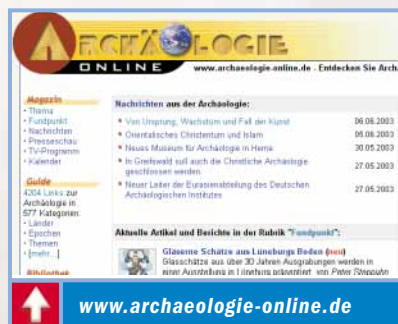 ARCHÄOLOGIE
ONLINE
www.archaeologie-online.de - Entdecken Sie Archä
Magazin
• Thema
• Fundpunkt
• Nachrichten
• Presseschau
• TV-Programm
• Kalender
Guide
4204 Links zur
Archäologie in
577 Kategorien:
• Länder
• Epochen
• Themen
• [mehr...]
Bibliothek
Nachrichten aus der Archäologie:
• Von Ursprung, Wachstum und Fall der Kunst 06.06.2003
• Orientalisches Christentum und Islam 06.06.2003
• Neues Museum für Archäologie in Herne 30.05.2003
• In Greifswald soll auch die Christliche Archäologie
geschlossen werden 27.05.2003
• Neuer Leiter der Eurasienabteilung des Deutschen
Archäologischen Institutes 27.05.2003
Aktuelle Artikel und Berichte in der Rubrik "Fundpunkt":
Gläserne Schätze aus Lüneburgs Boden (neu)
Glasschätze aus über 30 Jahren Ausgrabungen werden in
einer Ausstellung in Lüneburg präsentiert von Peter Steppuhn
www.archaeologie-online.de